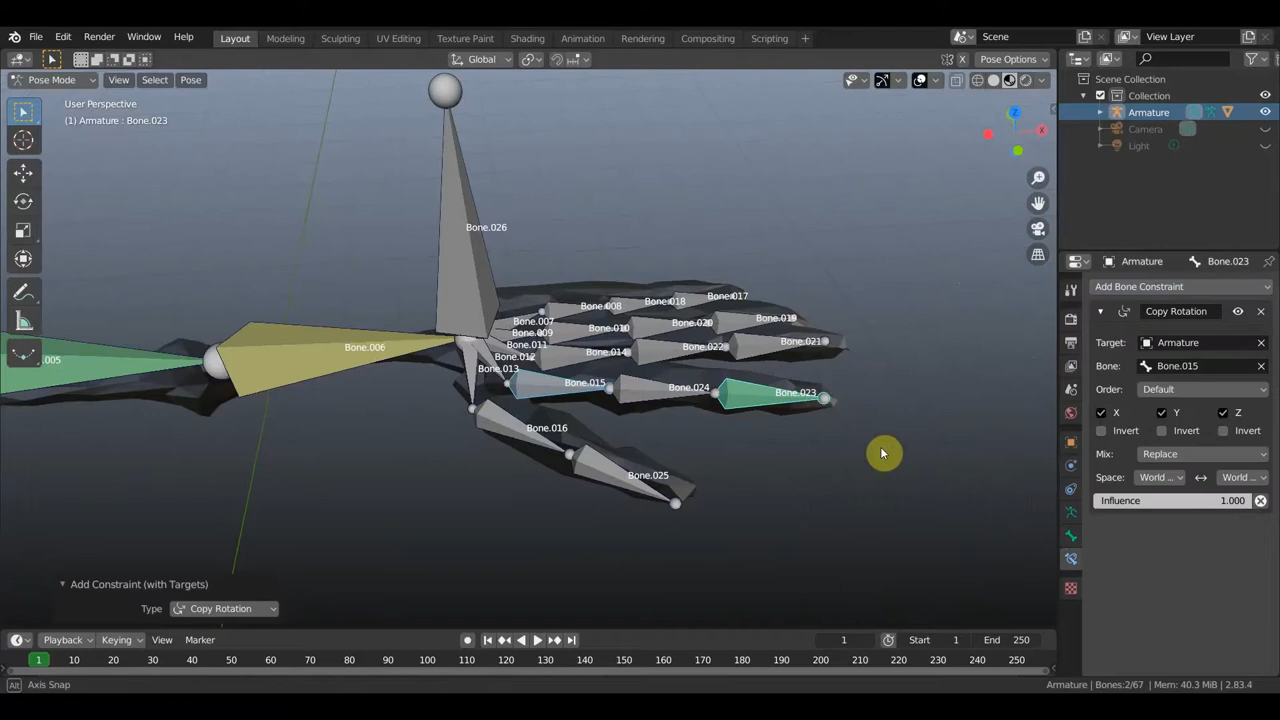 File Edit Render Window Help Layout Modeling Sculpting UV Editing Texture Paint Shading Animation Rendering Compositing Scripting + Scene View Layer
Global X Pose Options
Pose Mode View Select Pose
Scene Collection
Collection
Armature
Camera
Light
User Perspective
(1) Armature : Bone.023
Z
X
Bone.026
Bone.017
Bone.018
Bone.008
Bone.007
Bone.019
Bone.020
Bone.010
Bone.009
Bone.021
Bone.022
Bone.014
Bone.011
Bone.012
Bone.013
.005
Bone.006
Bone.015
Bone.024
Bone.023
Bone.016
Bone.025
Armature Bone.023
Add Bone Constraint
Copy Rotation
Target: Armature
Bone: Bone.015
Order: Default
X Y Z
Invert Invert Invert
Mix: Replace
Space: World ... World ...
Influence 1.000
Add Constraint (with Targets)
Type Copy Rotation
Playback Keying View Marker 1 Start 1 End 250
1 10 20 30 40 50 60 70 80 90 100 110 120 130 140 150 160 170 180 190 200 210 220 230 240 250
Alt Axis Snap Armature | Bones:2/67 | Mem: 40.3 MiB | 2.83.4